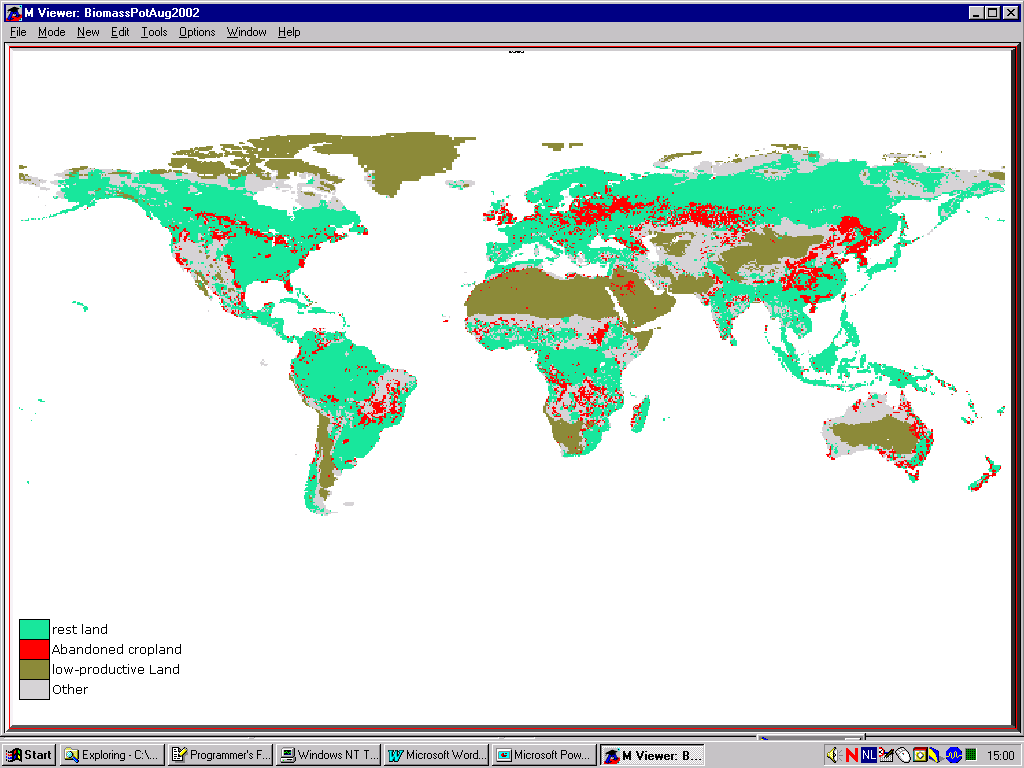 M Viewer: BiomassPotAug2002
File Mode New Edit Tools Options Window Help
rest land
Abandoned cropland
low-productive Land
Other
Start Exploring - C:\... Programmer's F... Windows NT T... Microsoft Word... Microsoft Pow... M Viewer: B... N NL 15:00